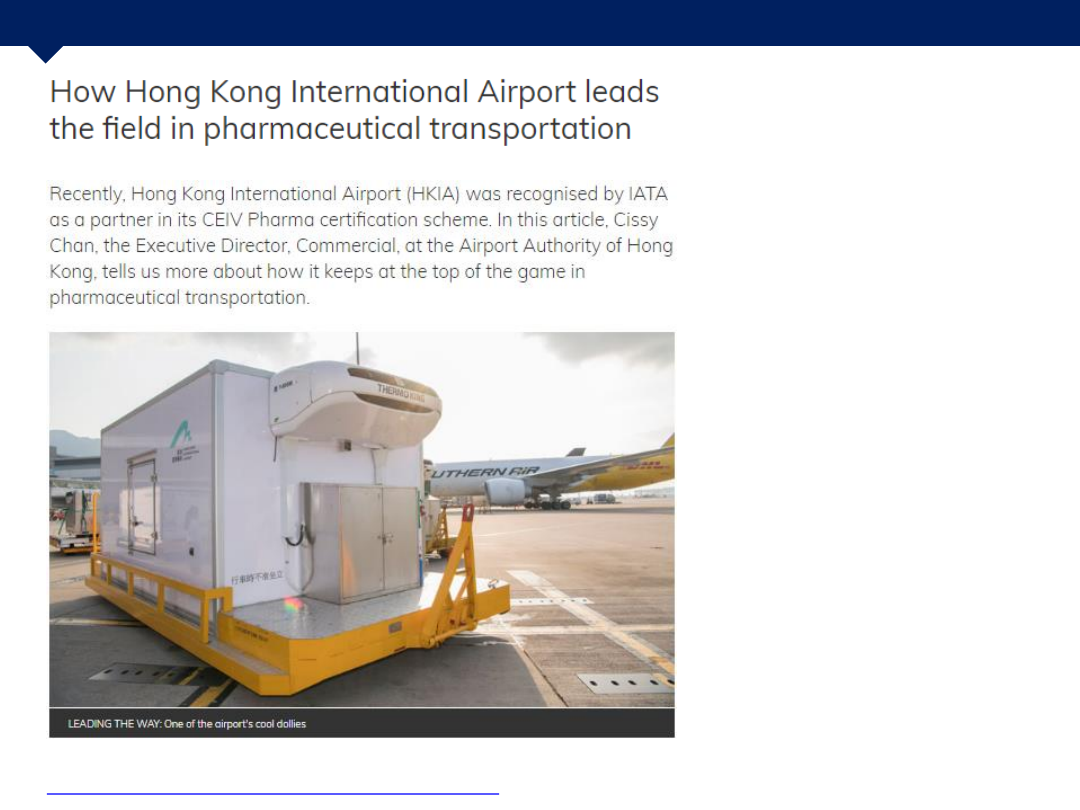 How Hong Kong International Airport leads
the field in pharmaceutical transportation
Recently, Hong Kong International Airport (HKIA) was recognised by IATA
as a partner in its CEIV Pharma certification scheme. In this article, Cissy
Chan, the Executive Director, Commercial, at the Airport Authority of Hong
Kong, tells us more about how it keeps at the top of the game in
pharmaceutical transportation.
THERMO KING
UTHERN AIR
DHL
行車時不准企立
LEADING THE WAY: One of the airport's cool dollies